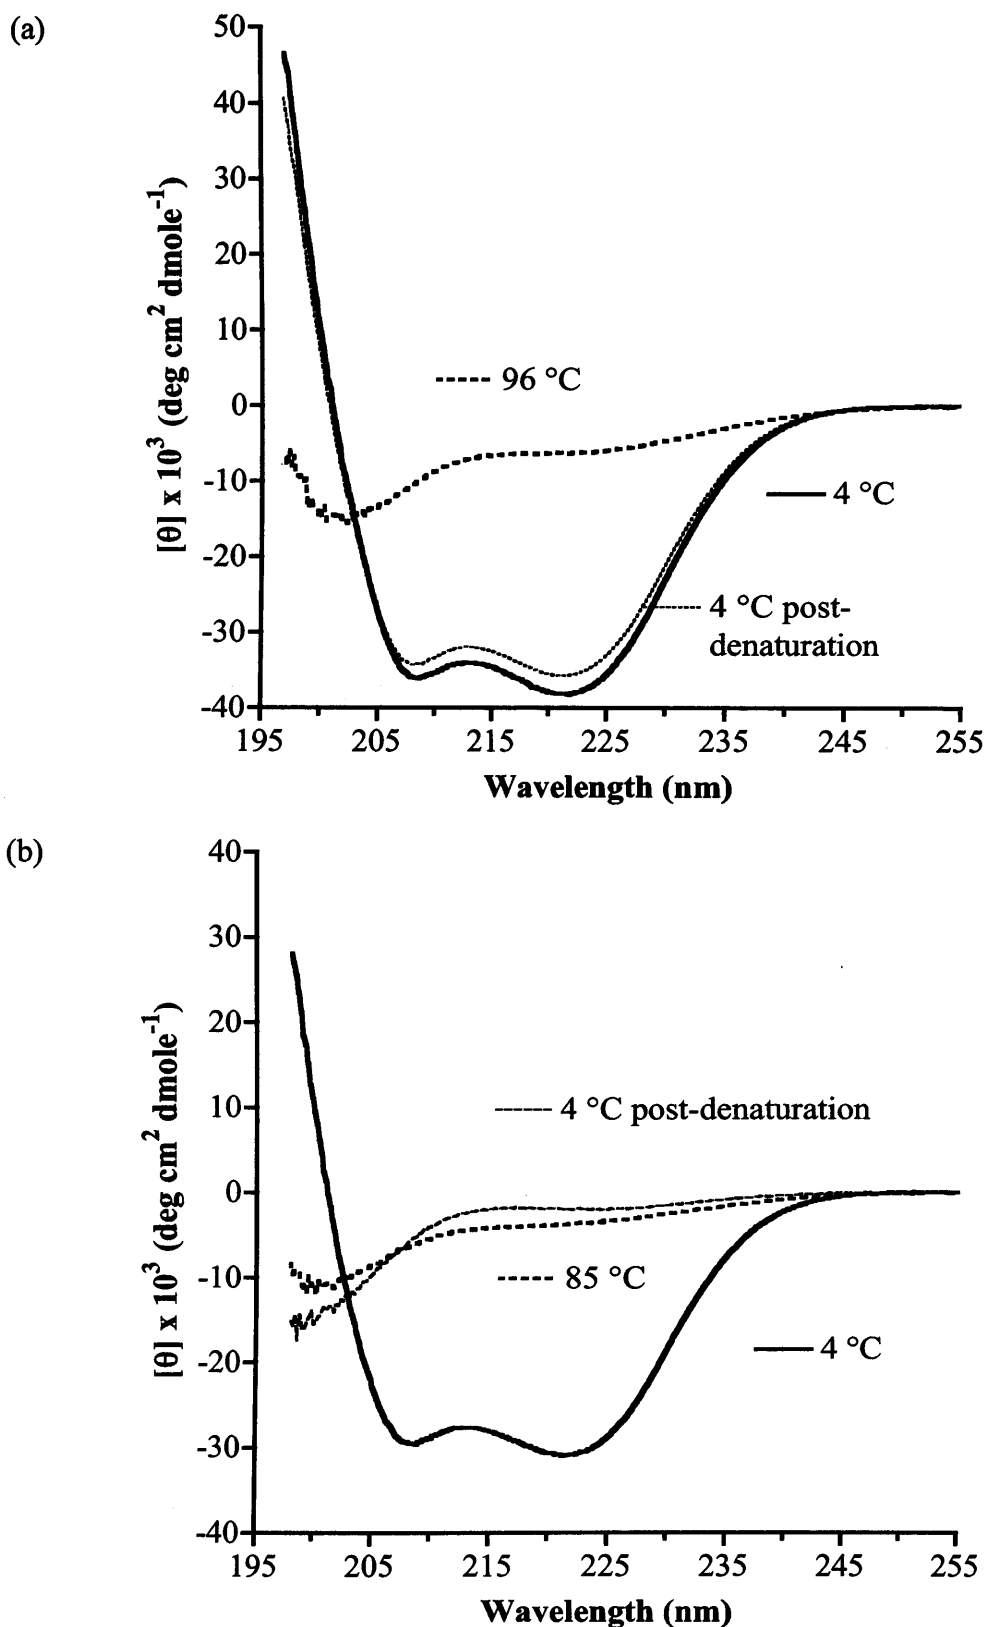 (a)
50
40
30
20
10
0
-10
-20
-30
-40
[θ] x 10³ (deg cm² dmole⁻¹)
96 °C
4 °C
4 °C post-
denaturation
195 205 215 225 235 245 255
Wavelength (nm)
(b)
40
30
20
10
0
-10
-20
-30
-40
[θ] x 10³ (deg cm² dmole⁻¹)
4 °C post-denaturation
85 °C
4 °C
195 205 215 225 235 245 255
Wavelength (nm)